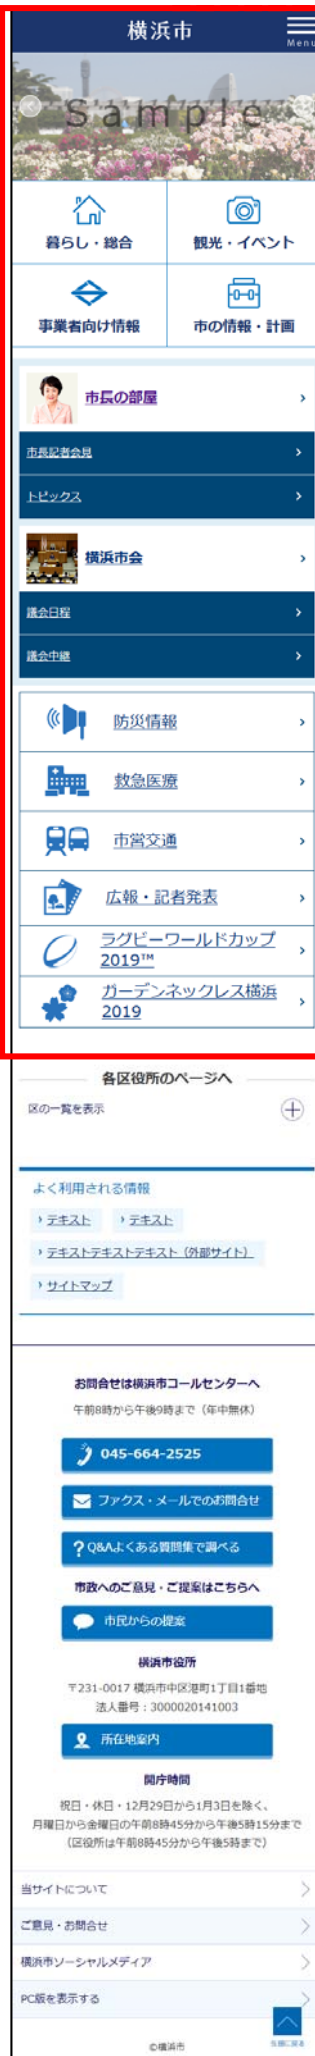 横浜市
Menu
Sample
暮らし・総合
観光・イベント
事業者向け情報
市の情報・計画
市長の部屋
市長記者会見
トピックス
横浜市会
議会日程
議会中継
防災情報
救急医療
市営交通
広報・記者発表
ラグビーワールドカップ
2019™
ガーデンネックレス横浜
2019
各区役所のページへ
区の一覧を表示
よく利用される情報
テキスト
テキスト
テキストテキストテキスト（外部サイト）
サイトマップ
お問合せは横浜市コールセンターへ
午前8時から午後9時まで（年中無休）
045-664-2525
ファクス・メールでのお問合せ
Q&Aよくある質問集で調べる
市政へのご意見・ご提案はこちらへ
市民からの提案
横浜市役所
〒231-0017 横浜市中区港町1丁目1番地
法人番号：3000020141003
所在地案内
開庁時間
祝日・休日・12月29日から1月3日を除く、
月曜日から金曜日の午前8時45分から午後5時15分まで
（区役所は午前8時45分から午後5時まで）
当サイトについて
ご意見・お問合せ
横浜市ソーシャルメディア
PC版を表示する
先頭に戻る
©横浜市